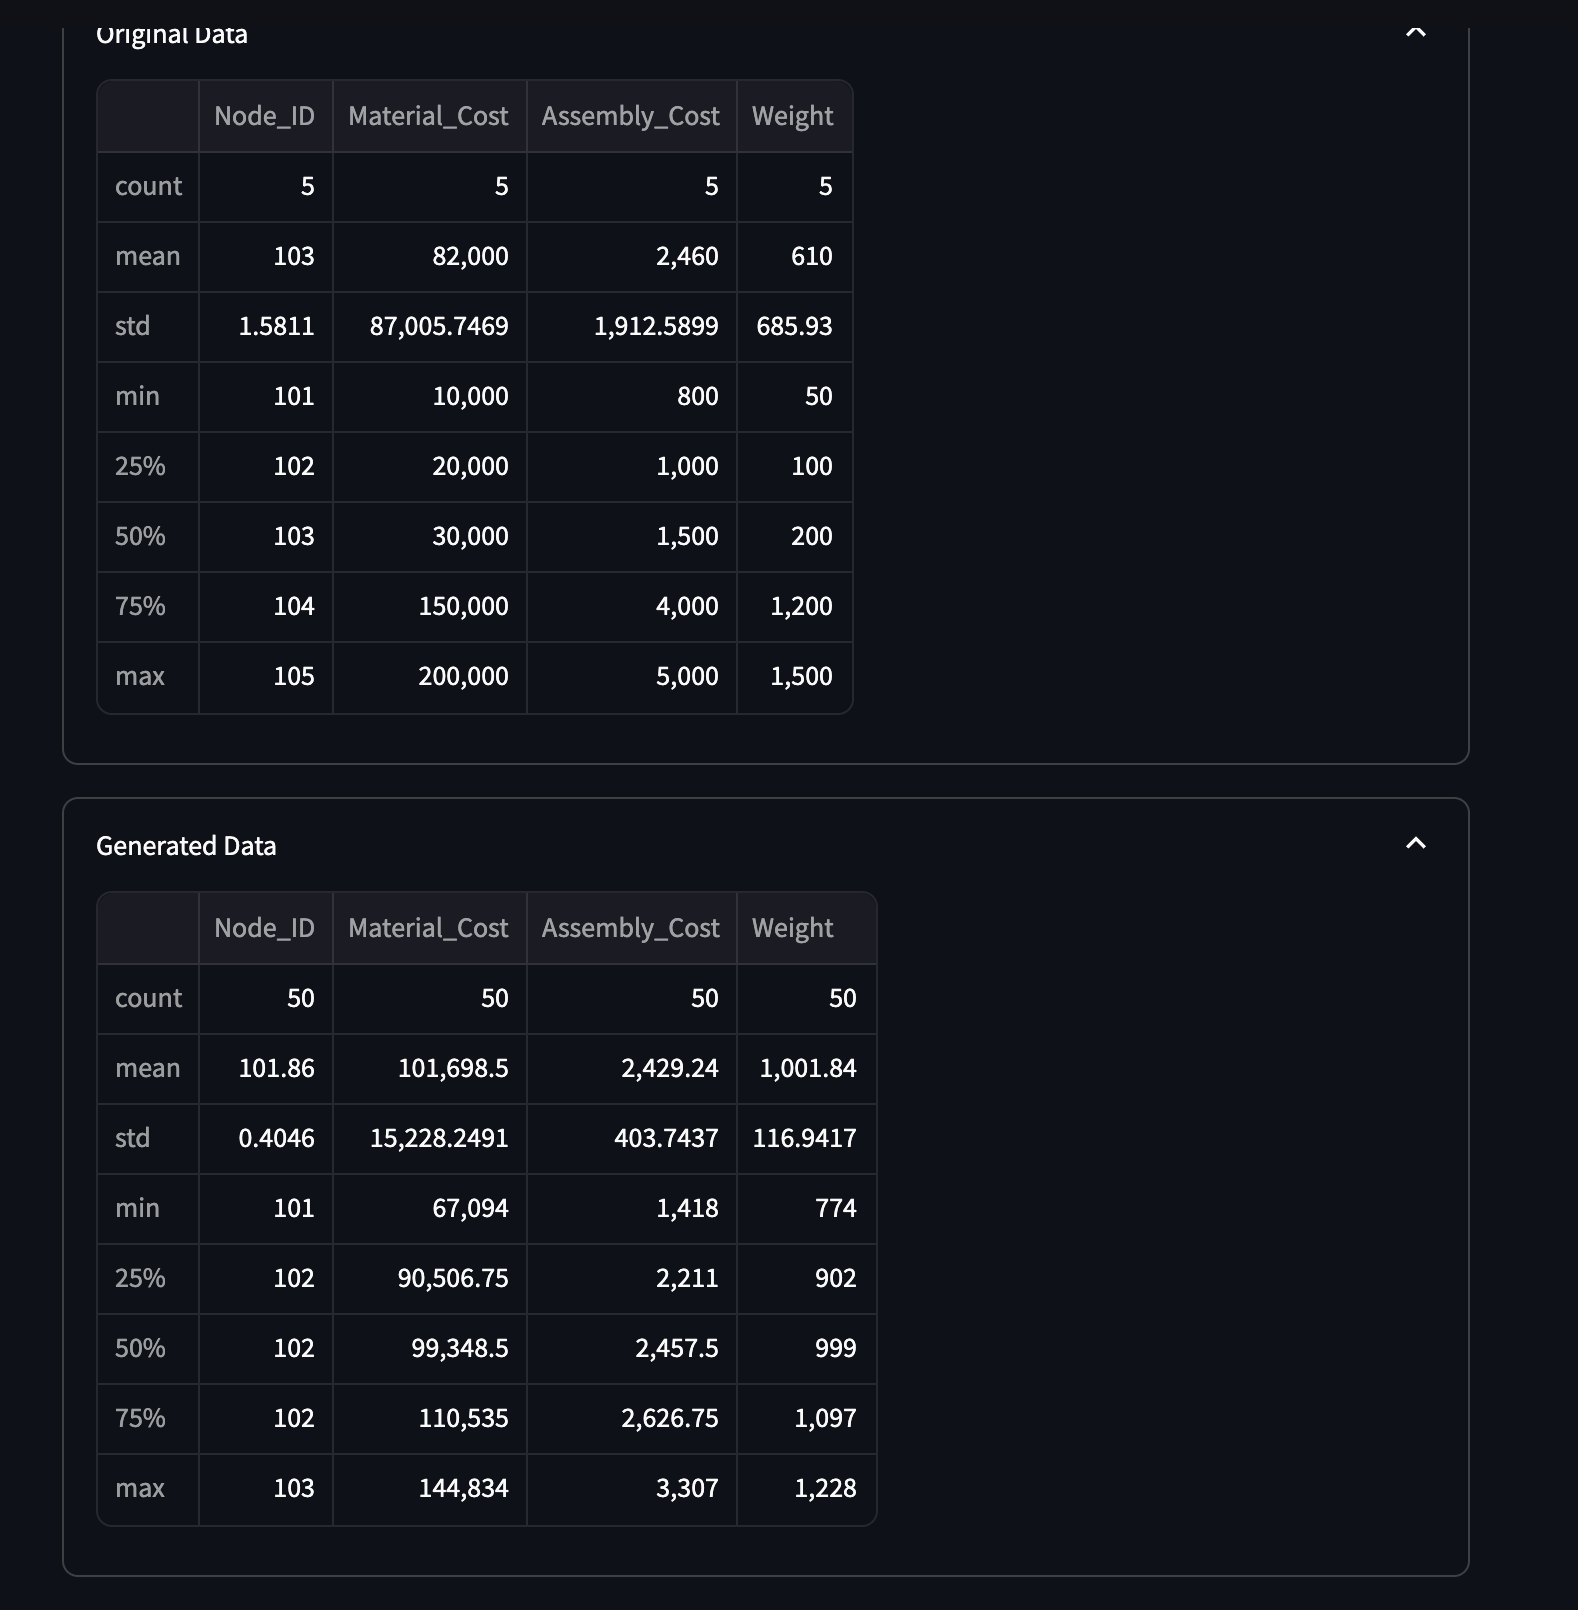 Original Data
Node_ID Material_Cost Assembly_Cost Weight
count 5 5 5 5
mean 103 82,000 2,460 610
std 1.5811 87,005.7469 1,912.5899 685.93
min 101 10,000 800 50
25% 102 20,000 1,000 100
50% 103 30,000 1,500 200
75% 104 150,000 4,000 1,200
max 105 200,000 5,000 1,500
Generated Data
Node_ID Material_Cost Assembly_Cost Weight
count 50 50 50 50
mean 101.86 101,698.5 2,429.24 1,001.84
std 0.4046 15,228.2491 403.7437 116.9417
min 101 67,094 1,418 774
25% 102 90,506.75 2,211 902
50% 102 99,348.5 2,457.5 999
75% 102 110,535 2,626.75 1,097
max 103 144,834 3,307 1,228